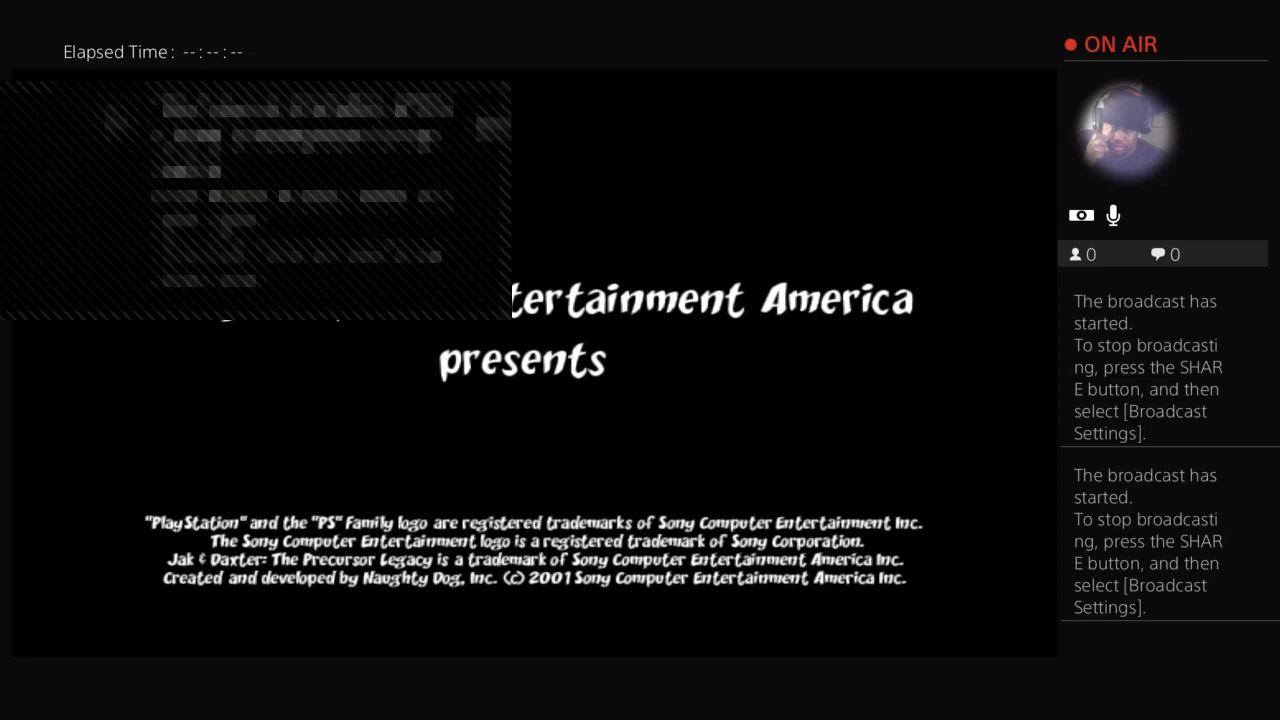 Elapsed Time : -- : -- : --
ON AIR
0 0
tertainment America
presents
"PlayStation" and the "PS" Family logo are registered trademarks of Sony Computer Entertainment Inc.
The Sony Computer Entertainment logo is a registered trademark of Sony Corporation.
Jak & Daxter: The Precursor Legacy is a trademark of Sony Computer Entertainment America Inc.
Created and developed by Naughty Dog, Inc. (c) 2001 Sony Computer Entertainment America Inc.
The broadcast has
started.
To stop broadcasti
ng, press the SHAR
E button, and then
select [Broadcast
Settings].
The broadcast has
started.
To stop broadcasti
ng, press the SHAR
E button, and then
select [Broadcast
Settings].